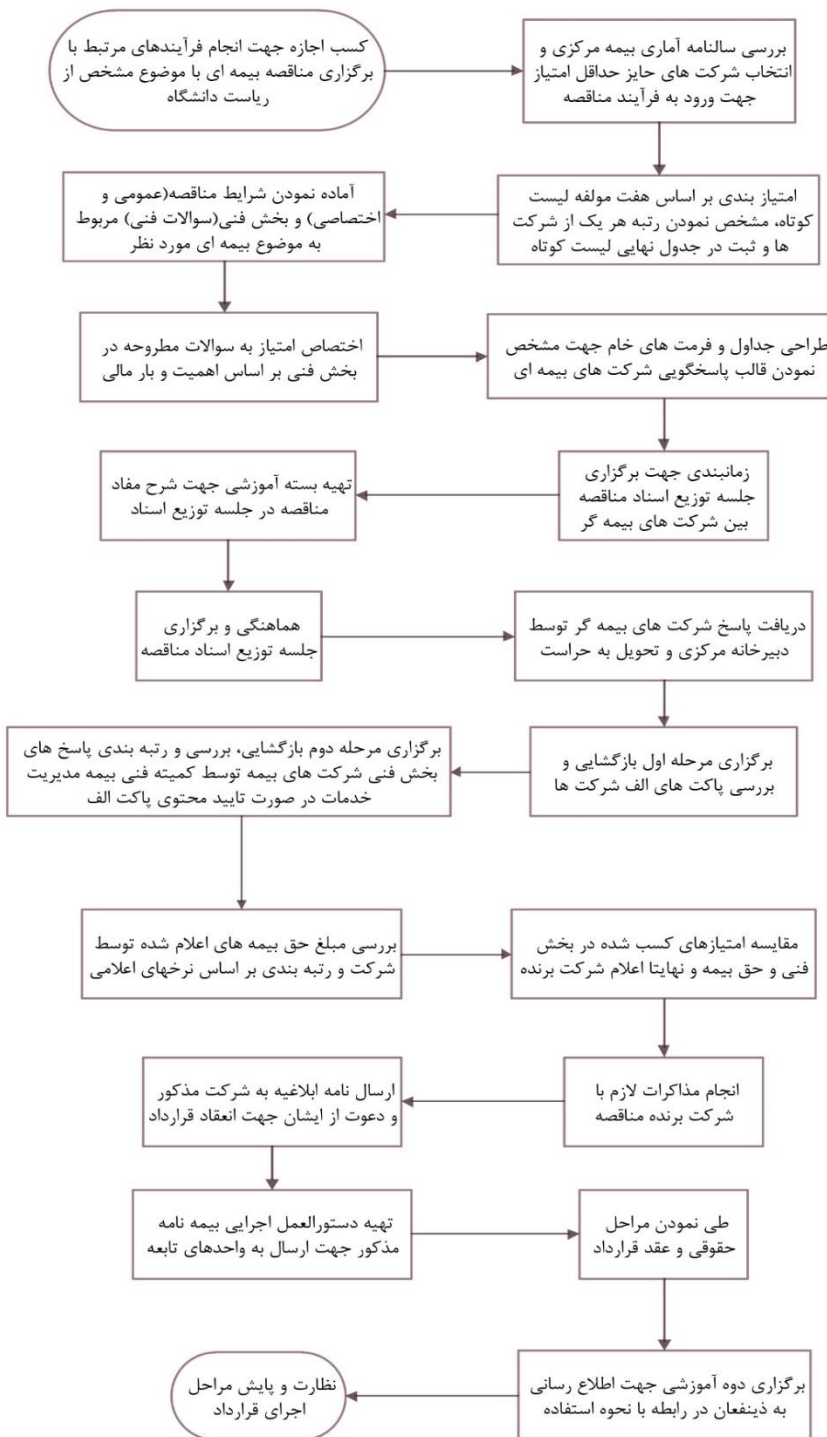 کسب اجازه جهت انجام فرآیندهای مرتبط با
برگزاری مناقصه بیمه ای با موضوع مشخص از
ریاست دانشگاه
بررسی سالنامه آماری بیمه مرکزی و
انتخاب شرکت های حایز حداقل امتیاز
جهت ورود به فرآیند مناقصه
امتیاز بندی بر اساس هفت مولفه لیست
کوتاه، مشخص نمودن رتبه هر یک از شرکت
ها و ثبت در جدول نهایی لیست کوتاه
آماده نمودن شرایط مناقصه(عمومی و
اختصاصی) و بخش فنی(سوالات فنی) مربوط
به موضوع بیمه ای مورد نظر
اختصاص امتیاز به سوالات مطروحه در
بخش فنی بر اساس اهمیت و بار مالی
طراحی جداول و فرمت های خام جهت مشخص
نمودن قالب پاسخگویی شرکت های بیمه ای
زمانبندی جهت برگزاری
جلسه توزیع اسناد مناقصه
بین شرکت های بیمه گر
تهیه بسته آموزشی جهت شرح مفاد
مناقصه در جلسه توزیع اسناد
هماهنگی و برگزاری
جلسه توزیع اسناد مناقصه
دریافت پاسخ شرکت های بیمه گر توسط
دبیرخانه مرکزی و تحویل به حراست
برگزاری مرحله اول بازگشایی و
بررسی پاکت های الف شرکت ها
برگزاری مرحله دوم بازگشایی، بررسی و رتبه بندی پاسخ های
بخش فنی شرکت های بیمه توسط کمیته فنی بیمه مدیریت
خدمات در صورت تایید محتوی پاکت الف
بررسی مبلغ حق بیمه های اعلام شده توسط
شرکت و رتبه بندی بر اساس نرخهای اعلامی
مقایسه امتیازهای کسب شده در بخش
فنی و حق بیمه و نهایتا اعلام شرکت برنده
انجام مذاکرات لازم با
شرکت برنده مناقصه
ارسال نامه ابلاغیه به شرکت مذکور
و دعوت از ایشان جهت انعقاد قرارداد
تهیه دستورالعمل اجرایی بیمه نامه
مذکور جهت ارسال به واحدهای تابعه
طی نمودن مراحل
حقوقی و عقد قرارداد
برگزاری دوه آموزشی جهت اطلاع رسانی
به ذینفعان در رابطه با نحوه استفاده
نظارت و پایش مراحل
اجرای قرارداد